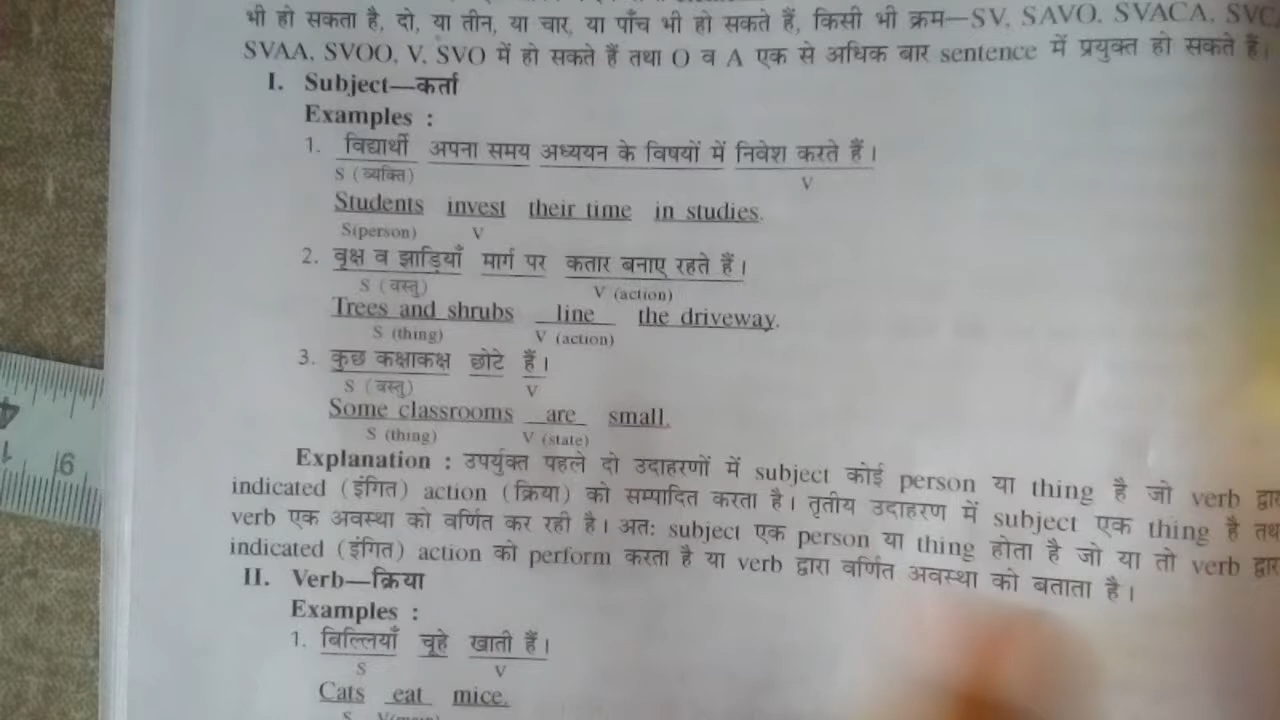 भी हो सकता है, दो, या तीन, या चार, या पाँच भी हो सकते हैं, किसी भी क्रम—SV, SAVO, SVACA, SVC
SVAA, SVOO, V, SVO में हो सकते हैं तथा O व A एक से अधिक बार sentence में प्रयुक्त हो सकते हैं।
I. Subject—कर्ता
Examples :
1. विद्यार्थी अपना समय अध्ययन के विषयों में निवेश करते हैं।
S (व्यक्ति) V
Students invest their time in studies.
S(person) V
2. वृक्ष व झाड़ियाँ मार्ग पर कतार बनाए रहते हैं।
S (वस्तु) V (action)
Trees and shrubs line the driveway.
S (thing) V (action)
3. कुछ कक्षाकक्ष छोटे हैं।
S (वस्तु) V
Some classrooms are small.
S (thing) V (state)
Explanation : उपर्युक्त पहले दो उदाहरणों में subject कोई person या thing है जो verb द्वारा
indicated (इंगित) action (क्रिया) को सम्पादित करता है। तृतीय उदाहरण में subject एक thing है तथा
verb एक अवस्था को वर्णित कर रही है। अतः subject एक person या thing होता है जो या तो verb द्वारा
indicated (इंगित) action को perform करता है या verb द्वारा वर्णित अवस्था को बताता है।
II. Verb—क्रिया
Examples :
1. बिल्लियाँ चूहे खाती हैं।
S V
Cats eat mice.
6